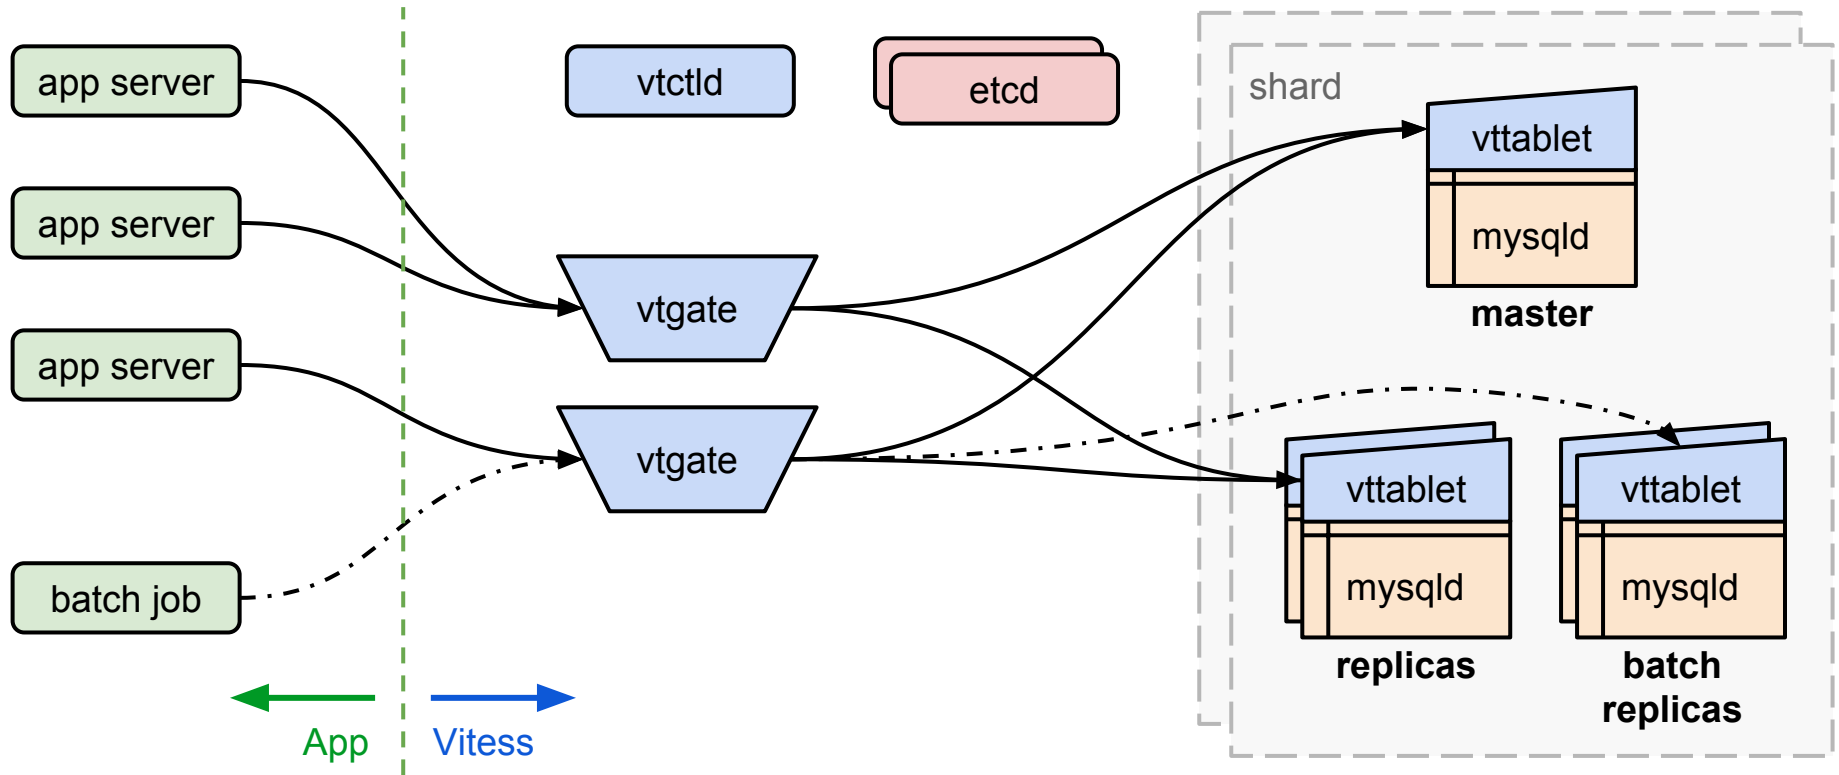 app server
app server
app server
batch job
App
Vitess
vtctld
etcd
vtgate
vtgate
shard
vttablet
mysqld
master
vttablet
mysqld
replicas
vttablet
mysqld
batch
replicas